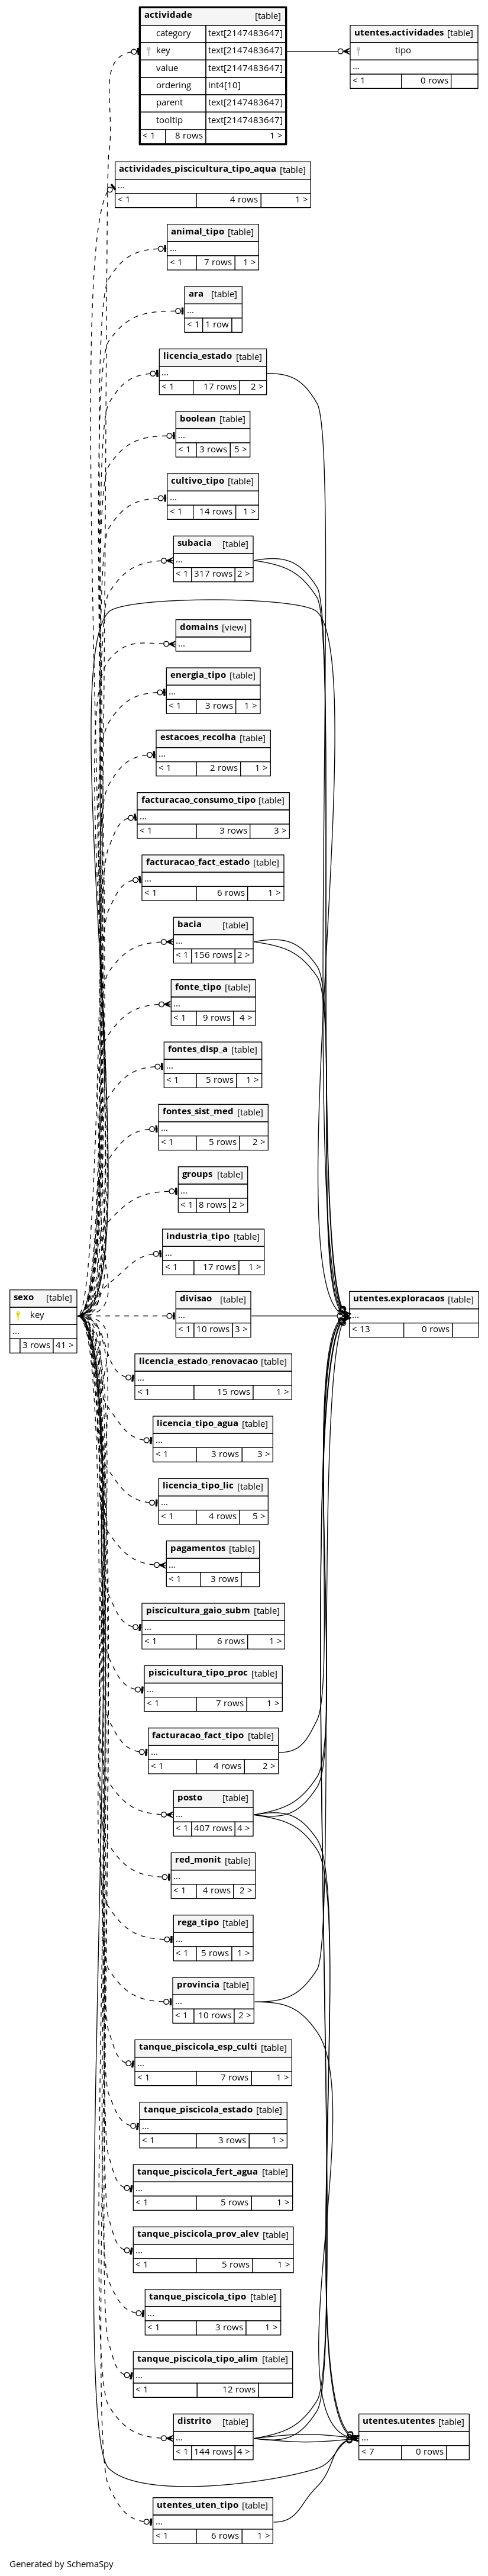 actividade [table]
category text[2147483647]
key text[2147483647]
value text[2147483647]
ordering int4[10]
parent text[2147483647]
tooltip text[2147483647]
< 1 8 rows 1 >
utentes.actividades [table]
tipo
...
< 1 0 rows
actividades_piscicultura_tipo_aqua [table]
...
< 1 4 rows 1 >
animal_tipo [table]
...
< 1 7 rows 1 >
ara [table]
...
< 1 1 row
licencia_estado [table]
...
< 1 17 rows 2 >
boolean [table]
...
< 1 3 rows 5 >
cultivo_tipo [table]
...
< 1 14 rows 1 >
subacia [table]
...
< 1 317 rows 2 >
domains [view]
...
energia_tipo [table]
...
< 1 3 rows 1 >
estacoes_recolha [table]
...
< 1 2 rows 1 >
facturacao_consumo_tipo [table]
...
< 1 3 rows 3 >
facturacao_fact_estado [table]
...
< 1 6 rows 1 >
bacia [table]
...
< 1 156 rows 2 >
fonte_tipo [table]
...
< 1 9 rows 4 >
fontes_disp_a [table]
...
< 1 5 rows 1 >
fontes_sist_med [table]
...
< 1 5 rows 2 >
groups [table]
...
< 1 8 rows 2 >
industria_tipo [table]
...
< 1 17 rows 1 >
sexo [table]
key
...
3 rows 41 >
divisao [table]
...
< 1 10 rows 3 >
utentes.exploracaos [table]
...
< 13 0 rows
licencia_estado_renovacao [table]
...
< 1 15 rows 1 >
licencia_tipo_agua [table]
...
< 1 3 rows 3 >
licencia_tipo_lic [table]
...
< 1 4 rows 5 >
pagamentos [table]
...
< 1 3 rows
piscicultura_gaio_subm [table]
...
< 1 6 rows 1 >
piscicultura_tipo_proc [table]
...
< 1 7 rows 1 >
facturacao_fact_tipo [table]
...
< 1 4 rows 2 >
posto [table]
...
< 1 407 rows 4 >
red_monit [table]
...
< 1 4 rows 2 >
rega_tipo [table]
...
< 1 5 rows 1 >
provincia [table]
...
< 1 10 rows 2 >
tanque_piscicola_esp_culti [table]
...
< 1 7 rows 1 >
tanque_piscicola_estado [table]
...
< 1 3 rows 1 >
tanque_piscicola_fert_agua [table]
...
< 1 5 rows 1 >
tanque_piscicola_prov_alev [table]
...
< 1 5 rows 1 >
tanque_piscicola_tipo [table]
...
< 1 3 rows 1 >
tanque_piscicola_tipo_alim [table]
...
< 1 12 rows
distrito [table]
...
< 1 144 rows 4 >
utentes.utentes [table]
...
< 7 0 rows
utentes_uten_tipo [table]
...
< 1 6 rows 1 >
Generated by SchemaSpy